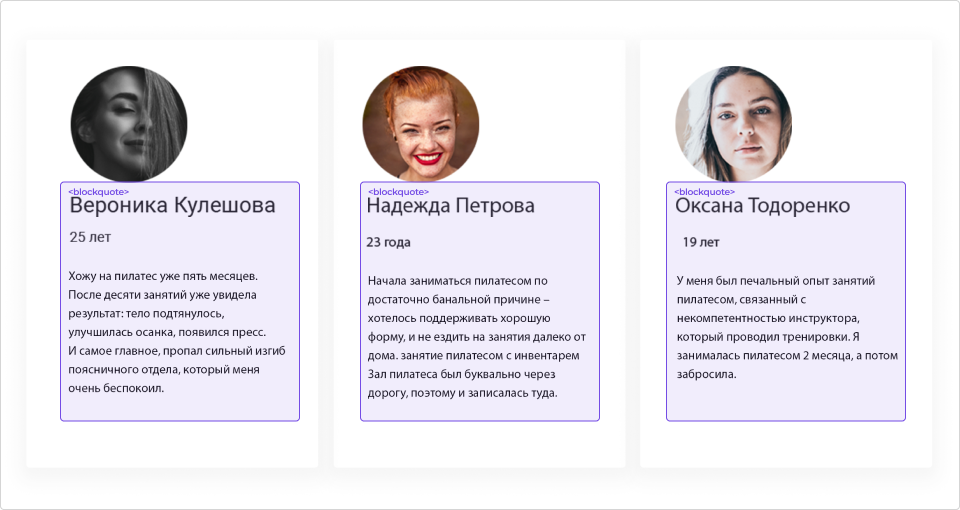 <blockquote>
Вероника Кулешова
25 лет
Хожу на пилатес уже пять месяцев.
После десяти занятий уже увидела
результат: тело подтянулось,
улучшилась осанка, появился пресс.
И самое главное, пропал сильный изгиб
поясничного отдела, который меня
очень беспокоил.
<blockquote>
Надежда Петрова
23 года
Начала заниматься пилатесом по
достаточно банальной причине –
хотелось поддерживать хорошую
форму, и не ездить на занятия далеко от
дома. занятие пилатесом с инвентарем
Зал пилатеса был буквально через
дорогу, поэтому и записалась туда.
<blockquote>
Оксана Тодоренко
19 лет
У меня был печальный опыт занятий
пилатесом, связанный с
некомпетентностью инструктора,
который проводил тренировки. Я
занималась пилатесом 2 месяца, а потом
забросила.